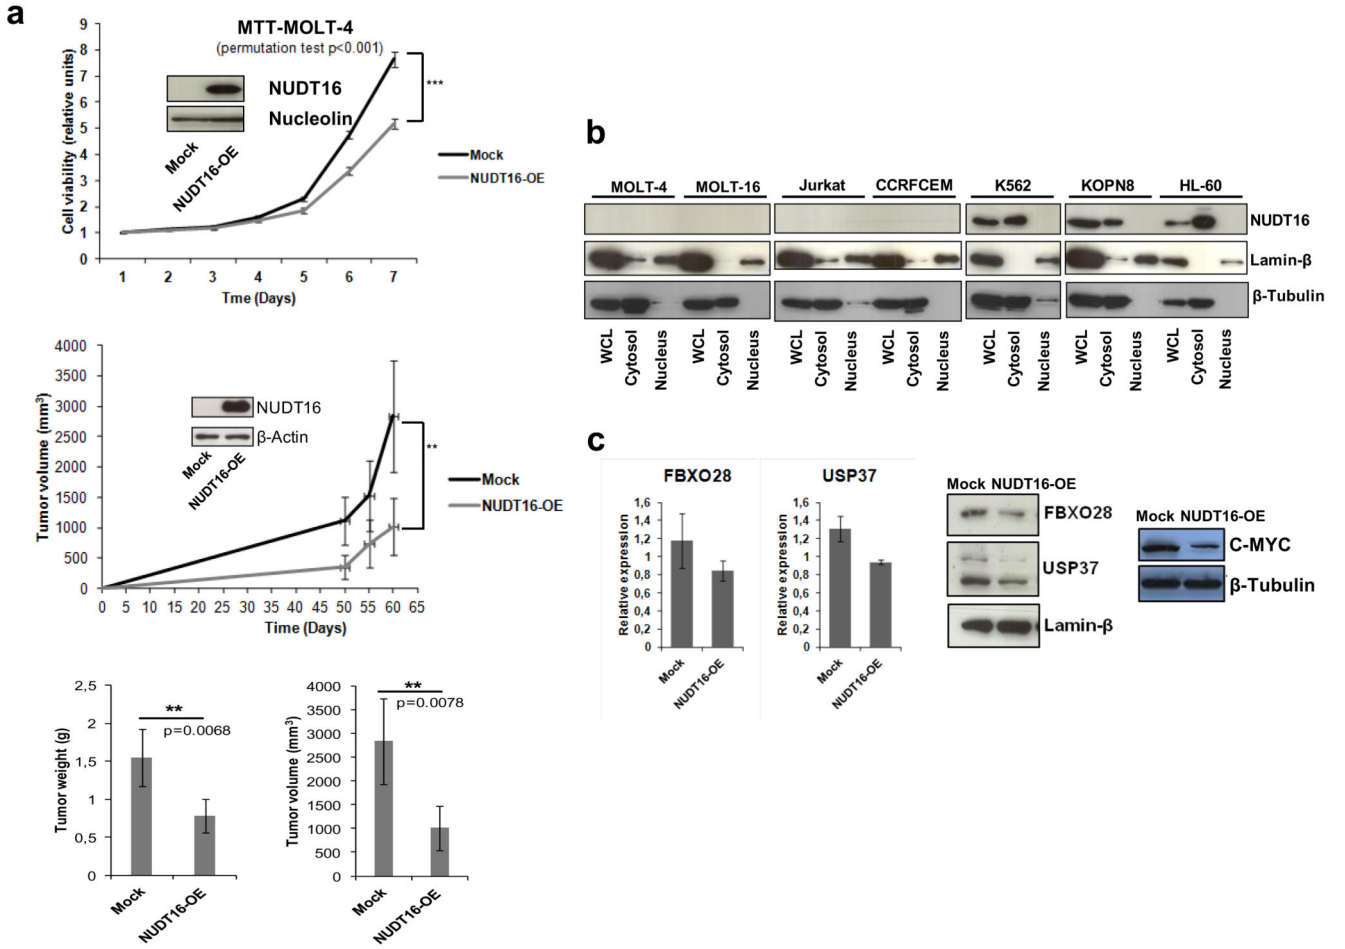 a
MTT-MOLT-4
(permutation test p<0.001)
Cell viability (relative units)
9
8
7
6
5
4
3
2
1
0
NUDT16
Nucleolin
Mock
NUDT16-OE
***
Mock
NUDT16-OE
1 2 3 4 5 6 7
Tme (Days)
Tumor volume (mm³)
4000
3500
3000
2500
2000
1500
1000
500
0
NUDT16
β-Actin
Mock
NUDT16-OE
**
Mock
NUDT16-OE
0 5 10 15 20 25 30 35 40 45 50 55 60 65
Time (Days)
Tumor weight (g)
2,5
2
1,5
1
0,5
0
**
p=0.0068
Mock
NUDT16-OE
Tumor volume (mm³)
4000
3500
3000
2500
2000
1500
1000
500
0
**
p=0.0078
Mock
NUDT16-OE
b
MOLT-4 MOLT-16 Jurkat CCRFCEM K562 KOPN8 HL-60
NUDT16
Lamin-β
β-Tubulin
WCL Cytosol Nucleus WCL Cytosol Nucleus WCL Cytosol Nucleus WCL Cytosol Nucleus WCL Cytosol Nucleus WCL Cytosol Nucleus WCL Cytosol Nucleus
c
FBXO28
Relative expression
1,6
1,4
1,2
1
0,8
0,6
0,4
0,2
0
Mock
NUDT16-OE
USP37
Relative expression
1,6
1,4
1,2
1
0,8
0,6
0,4
0,2
0
Mock
NUDT16-OE
Mock NUDT16-OE
FBXO28
USP37
Lamin-β
Mock NUDT16-OE
C-MYC
β-Tubulin